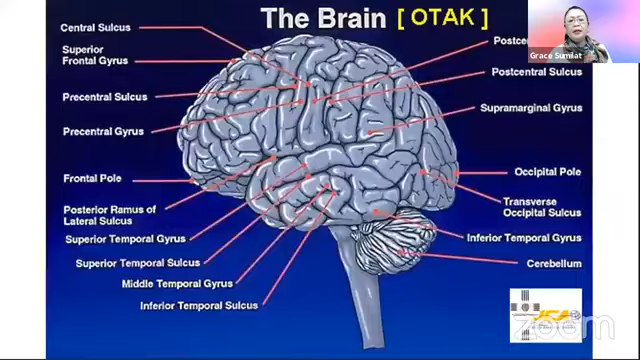 The Brain [ OTAK ]
Central Sulcus
Superior
Frontal Gyrus
Precentral Sulcus
Precentral Gyrus
Frontal Pole
Posterior Ramus of
Lateral Sulcus
Superior Temporal Gyrus
Superior Temporal Sulcus
Middle Temporal Gyrus
Inferior Temporal Sulcus
Grace Sumilat
Postcentral Sulcus
Supramarginal Gyrus
Occipital Pole
Transverse
Occipital Sulcus
Inferior Temporal Gyrus
Cerebellum
zoom